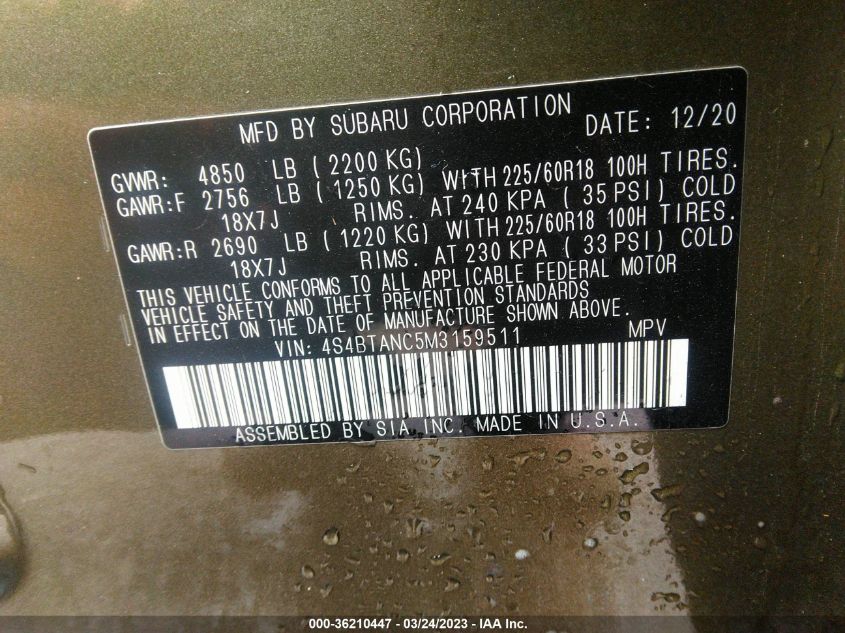 MFD BY SUBARU CORPORATION DATE: 12/20
GVWR: 4850 LB (2200 KG)
GAWR:F 2756 LB (1250 KG) WITH 225/60R18 100H TIRES.
18X7J RIMS. AT 240 KPA (35 PSI) COLD
GAWR:R 2690 LB (1220 KG) WITH 225/60R18 100H TIRES.
18X7J RIMS. AT 230 KPA (33 PSI) COLD
THIS VEHICLE CONFORMS TO ALL APPLICABLE FEDERAL MOTOR
VEHICLE SAFETY AND THEFT PREVENTION STANDARDS
IN EFFECT ON THE DATE OF MANUFACTURE SHOWN ABOVE.
VIN: 4S4BTANC5M3159511 MPV
ASSEMBLED BY SIA, INC. MADE IN U.S.A.
000-36210447 - 03/24/2023 - IAA Inc.